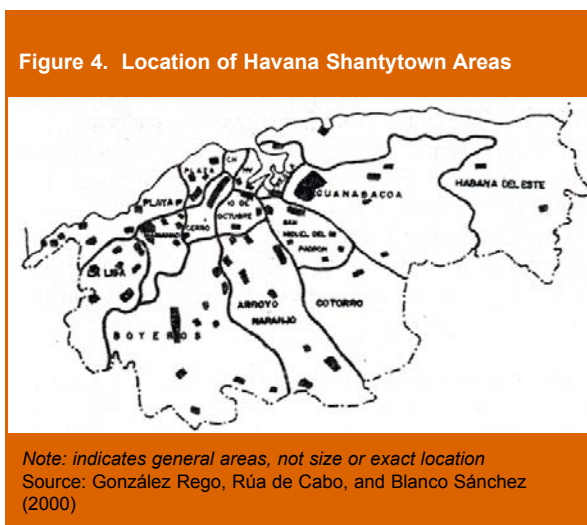 Figure 4. Location of Havana Shantytown Areas
PLAZA
CH
HV
PLAYA
GUANABACOA
HABANA DEL ESTE
10 DE
OCTUBRE
CERRO
SAN
MIGUEL DEL
PADRON
LA LISA
ARROYO
NARANJO
COTORRO
BOYEROS
Note: indicates general areas, not size or exact location
Source: González Rego, Rúa de Cabo, and Blanco Sánchez
(2000)